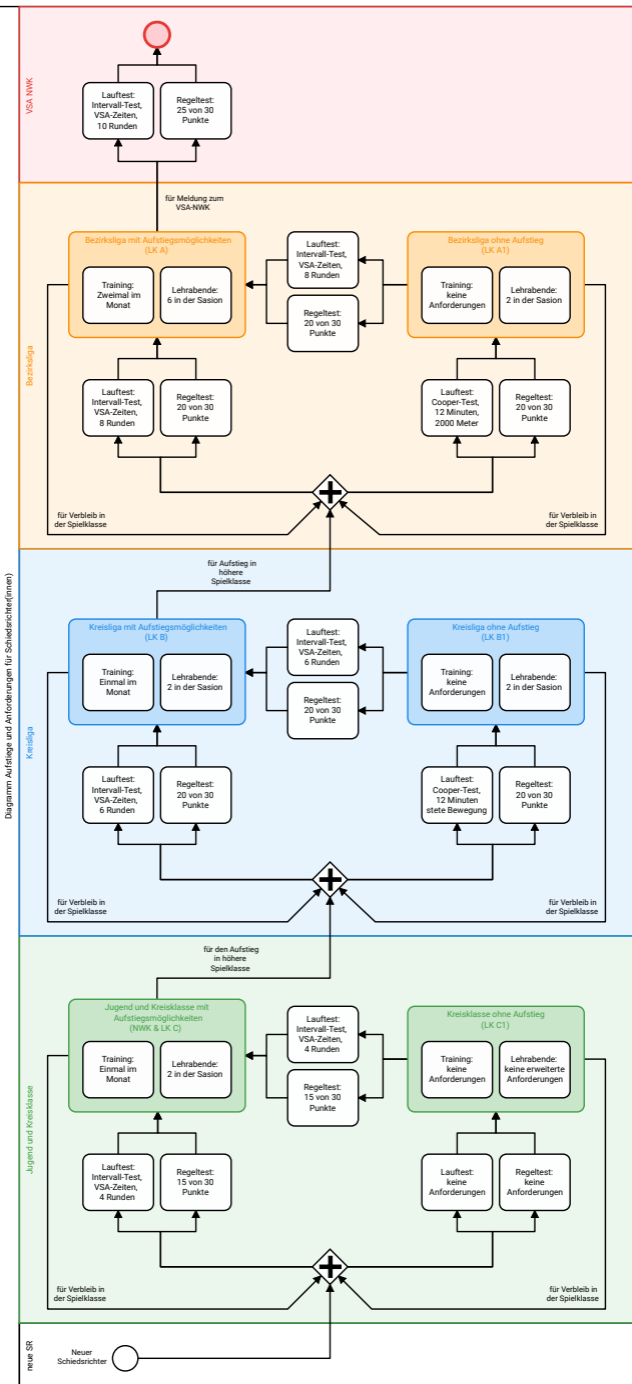 Diagramm Aufstiege und Anforderungen für Schiedsrichter(innen)
VSA NWK
Lauftest:
Intervall-Test,
VSA-Zeiten,
10 Runden
Regeltest:
25 von 30
Punkte
für Meldung zum
VSA-NWK
Bezirksliga
Bezirksliga mit Aufstiegsmöglichkeiten
(LK A)
Training:
Zweimal im
Monat
Lehrabende:
6 in der Sasion
Lauftest:
Intervall-Test,
VSA-Zeiten,
8 Runden
Regeltest:
20 von 30
Punkte
Bezirksliga ohne Aufstieg
(LK A1)
Training:
keine
Anforderungen
Lehrabende:
2 in der Sasion
Lauftest:
Intervall-Test,
VSA-Zeiten,
8 Runden
Regeltest:
20 von 30
Punkte
Lauftest:
Cooper-Test,
12 Minuten,
2000 Meter
Regeltest:
20 von 30
Punkte
für Verbleib in
der Spielklasse
für Verbleib in
der Spielklasse
für Aufstieg in
höhere
Spielklasse
Kreisliga
Kreisliga mit Aufstiegsmöglichkeiten
(LK B)
Training:
Einmal im
Monat
Lehrabende:
2 in der Sasion
Lauftest:
Intervall-Test,
VSA-Zeiten,
6 Runden
Regeltest:
20 von 30
Punkte
Kreisliga ohne Aufstieg
(LK B1)
Training:
keine
Anforderungen
Lehrabende:
2 in der Sasion
Lauftest:
Intervall-Test,
VSA-Zeiten,
6 Runden
Regeltest:
20 von 30
Punkte
Lauftest:
Cooper-Test,
12 Minuten
stete Bewegung
Regeltest:
20 von 30
Punkte
für Verbleib in
der Spielklasse
für Verbleib in
der Spielklasse
für den Aufstieg
in höhere
Spielklasse
Jugend und Kreisklasse
Jugend und Kreisklasse mit
Aufstiegsmöglichkeiten
(NWK & LK C)
Training:
Einmal im
Monat
Lehrabende:
2 in der Sasion
Lauftest:
Intervall-Test,
VSA-Zeiten,
4 Runden
Regeltest:
15 von 30
Punkte
Kreisklasse ohne Aufstieg
(LK C1)
Training:
keine
Anforderungen
Lehrabende:
keine erweiterte
Anforderungen
Lauftest:
Intervall-Test,
VSA-Zeiten,
4 Runden
Regeltest:
15 von 30
Punkte
Lauftest:
keine
Anforderungen
Regeltest:
keine
Anforderungen
für Verbleib in
der Spielklasse
für Verbleib in
der Spielklasse
neue SR
Neuer
Schiedsrichter